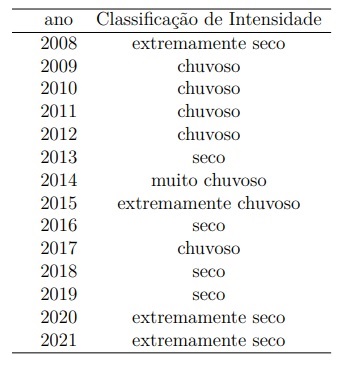 ano Classificação de Intensidade
2008 extremamente seco
2009 chuvoso
2010 chuvoso
2011 chuvoso
2012 chuvoso
2013 seco
2014 muito chuvoso
2015 extremamente chuvoso
2016 seco
2017 chuvoso
2018 seco
2019 seco
2020 extremamente seco
2021 extremamente seco